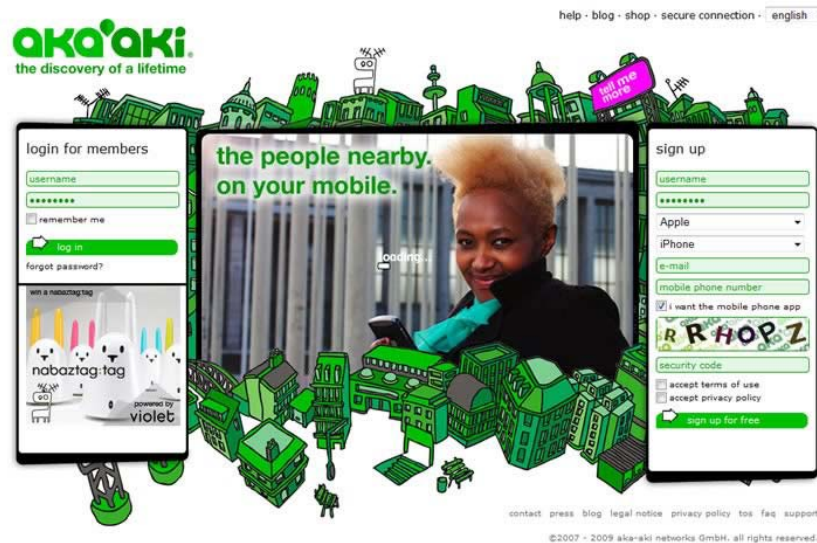 help - blog - shop - secure connection - english
aka'aki
the discovery of a lifetime
tell me
more
login for members
username
remember me
log in
forgot password?
win a nabaztag:tag
nabaztag:tag
powered by
violet
the people nearby.
on your mobile.
loading...
sign up
username
Apple
iPhone
e-mail
mobile phone number
i want the mobile phone app
R R H O P Z
security code
accept terms of use
accept privacy policy
sign up for free
contact press blog legal notice privacy policy tos faq support
©2007 - 2009 aka-aki networks GmbH. all rights reserved.